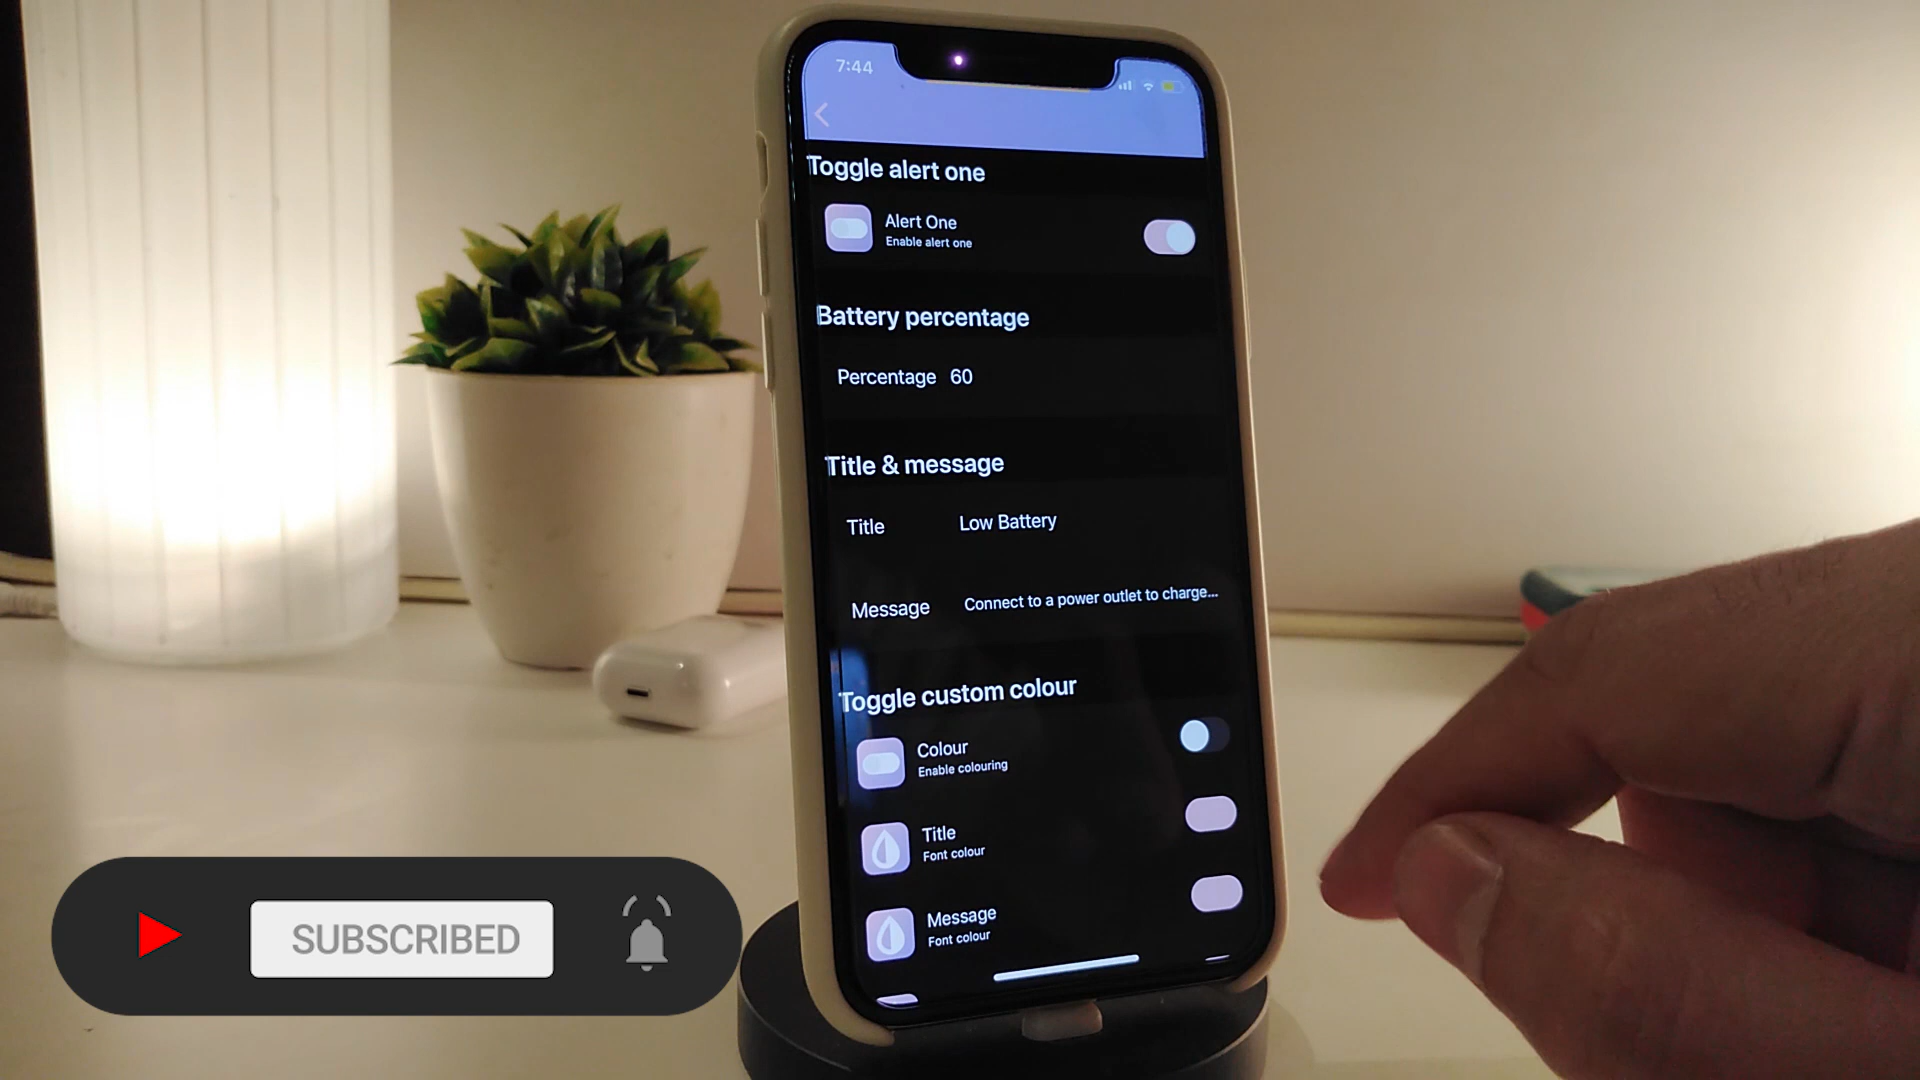 7:44
Toggle alert one
Alert One
Enable alert one
Battery percentage
Percentage 60
Title & message
Title Low Battery
Message Connect to a power outlet to charge...
Toggle custom colour
Colour
Enable colouring
Title
Font colour
Message
Font colour
SUBSCRIBED